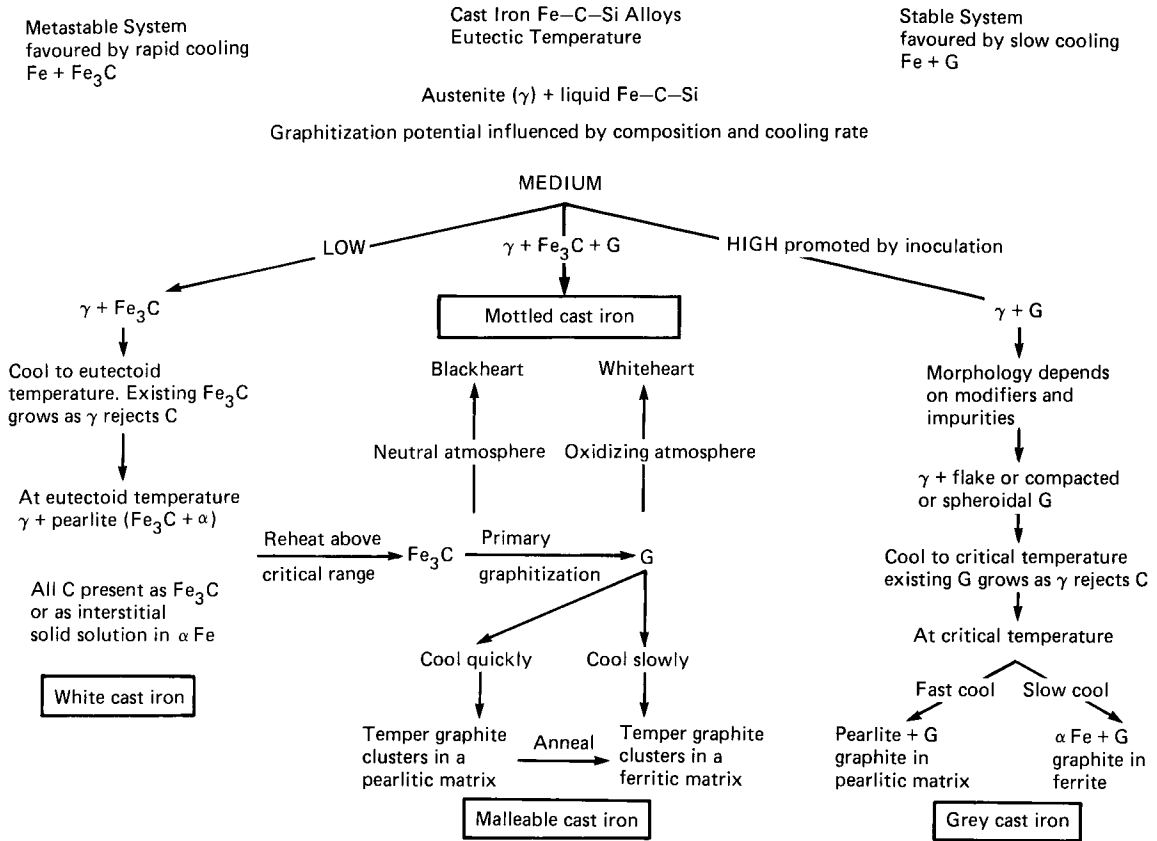 Metastable System
favoured by rapid cooling
Fe + Fe₃C
Cast Iron Fe–C–Si Alloys
Eutectic Temperature
Stable System
favoured by slow cooling
Fe + G
Austenite (γ) + liquid Fe–C–Si
Graphitization potential influenced by composition and cooling rate
MEDIUM
LOW
γ + Fe₃C + G
HIGH promoted by inoculation
γ + Fe₃C
Mottled cast iron
γ + G
Cool to eutectoid
temperature. Existing Fe₃C
grows as γ rejects C
Blackheart
Whiteheart
Morphology depends
on modifiers and
impurities
Neutral atmosphere
Oxidizing atmosphere
At eutectoid temperature
γ + pearlite (Fe₃C + α)
γ + flake or compacted
or spheroidal G
Reheat above
critical range
Fe₃C
Primary
graphitization
G
Cool to critical temperature
existing G grows as γ rejects C
All C present as Fe₃C
or as interstitial
solid solution in α Fe
At critical temperature
White cast iron
Cool quickly
Cool slowly
Fast cool
Slow cool
Temper graphite
clusters in a
pearlitic matrix
Anneal
Temper graphite
clusters in a
ferritic matrix
Pearlite + G
graphite in
pearlitic matrix
α Fe + G
graphite in
ferrite
Malleable cast iron
Grey cast iron